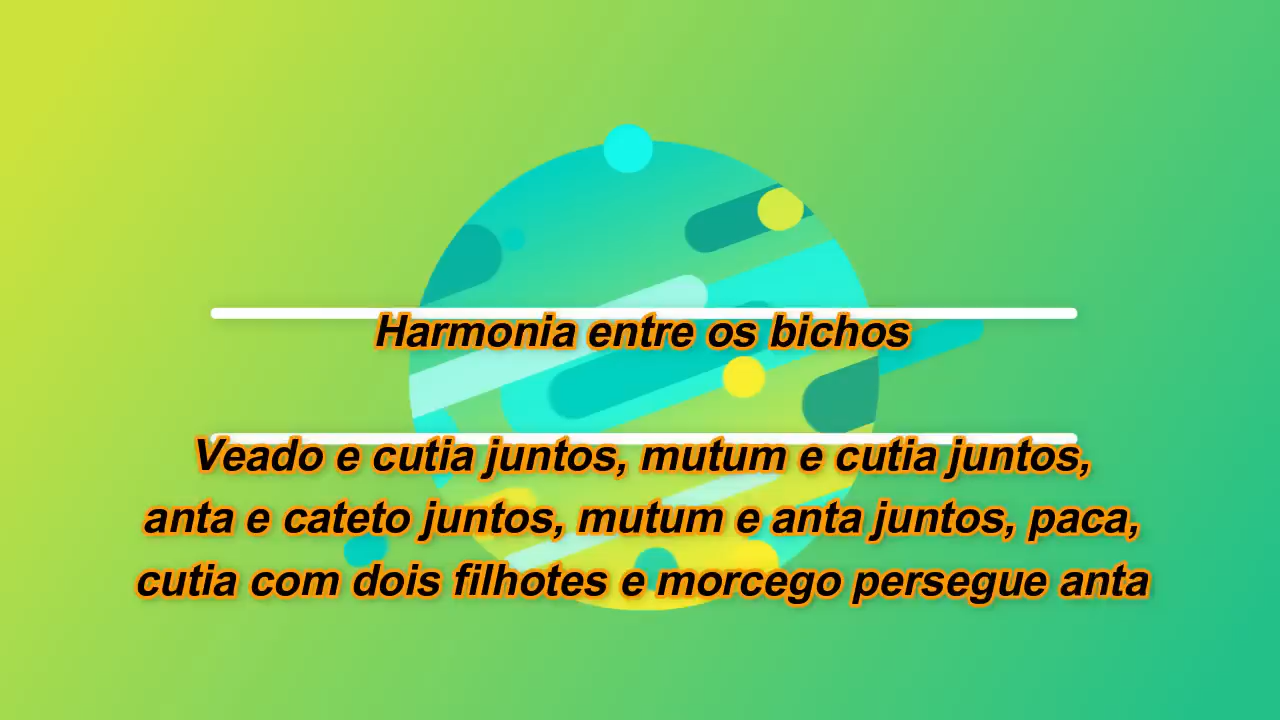 Harmonia entre os bichos
Veado e cutia juntos, mutum e cutia juntos,
anta e cateto juntos, mutum e anta juntos, paca,
cutia com dois filhotes e morcego persegue anta